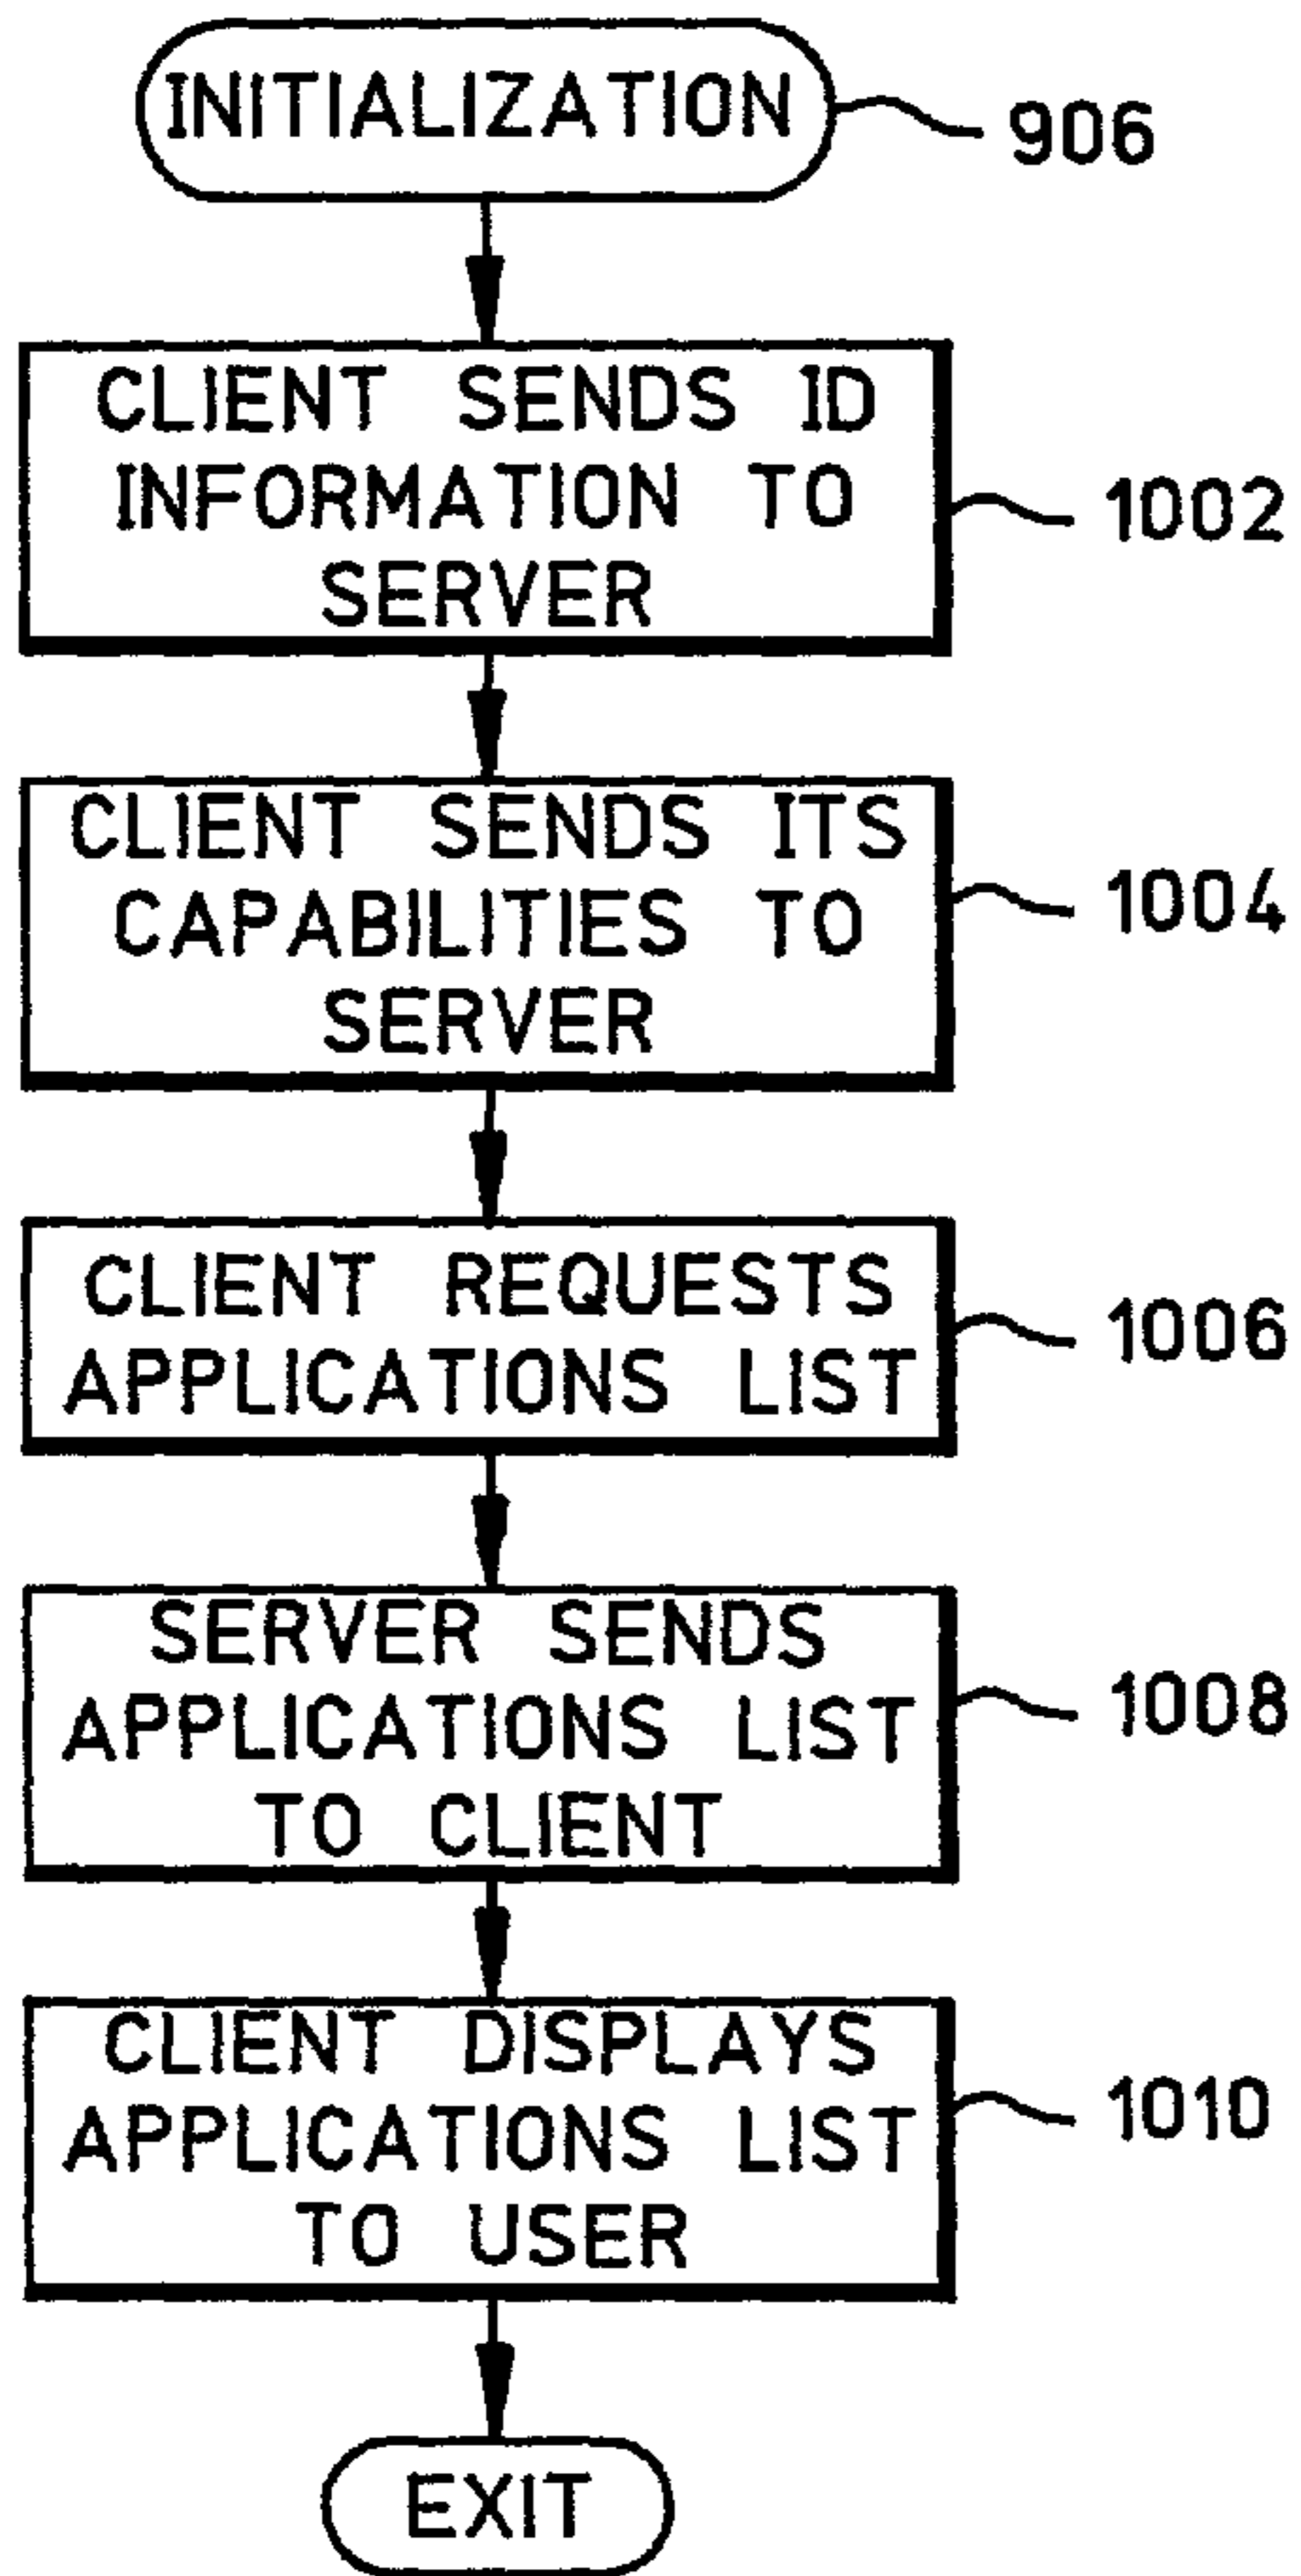 INITIALIZATION
906
CLIENT SENDS ID
INFORMATION TO
SERVER
1002
CLIENT SENDS ITS
CAPABILITIES TO
SERVER
1004
CLIENT REQUESTS
APPLICATIONS LIST
1006
SERVER SENDS
APPLICATIONS LIST
TO CLIENT
1008
CLIENT DISPLAYS
APPLICATIONS LIST
TO USER
1010
EXIT